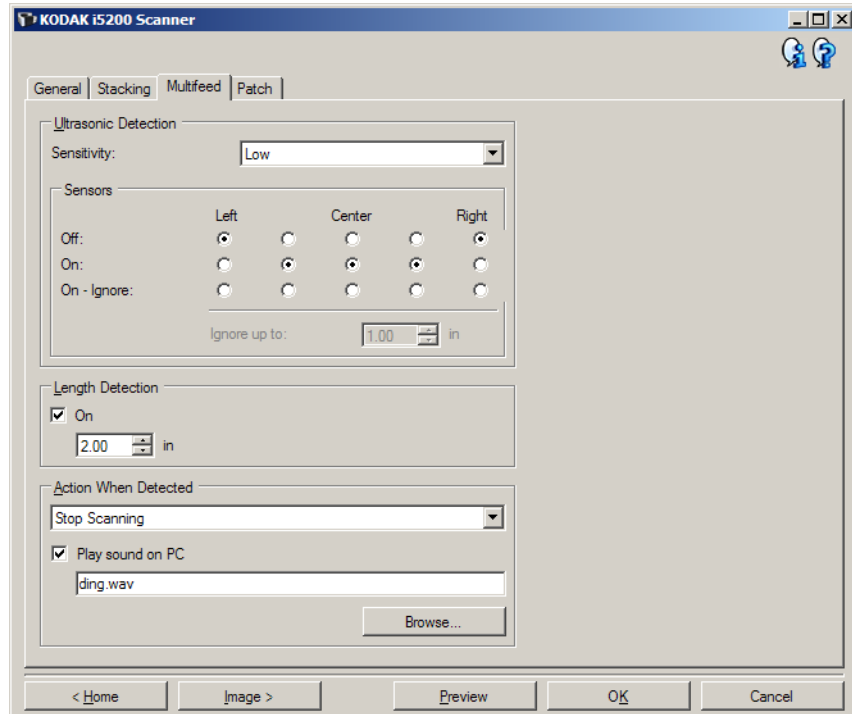 KODAK i5200 Scanner
General Stacking Multifeed Patch
Ultrasonic Detection
Sensitivity: Low
Sensors
Left Center Right
Off:
On:
On - Ignore:
Ignore up to: 1.00 in
Length Detection
On
2.00 in
Action When Detected
Stop Scanning
Play sound on PC
ding.wav
Browse...
< Home Image > Preview OK Cancel